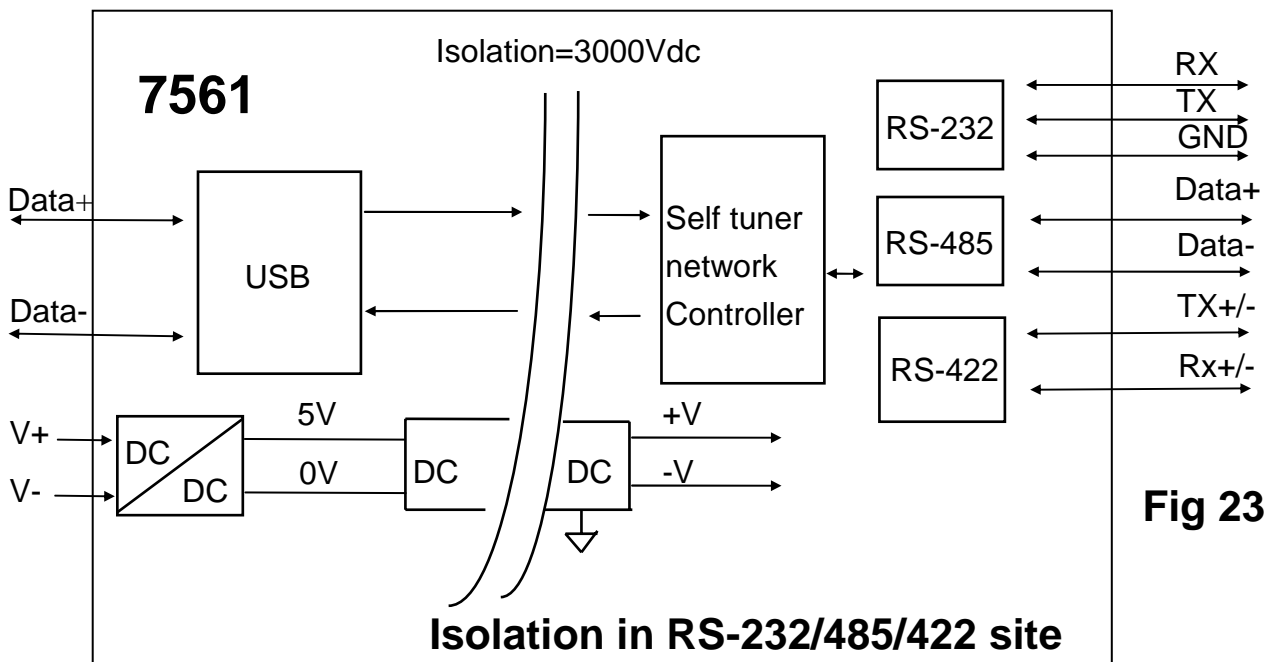 Isolation=3000Vdc
7561
RX
TX
GND
RS-232
Data+
Data-
USB
Self tuner
network
Controller
RS-485
Data+
Data-
RS-422
TX+/-
Rx+/-
V+
V-
DC
DC
5V
0V
DC
DC
+V
-V
Fig 23
Isolation in RS-232/485/422 site